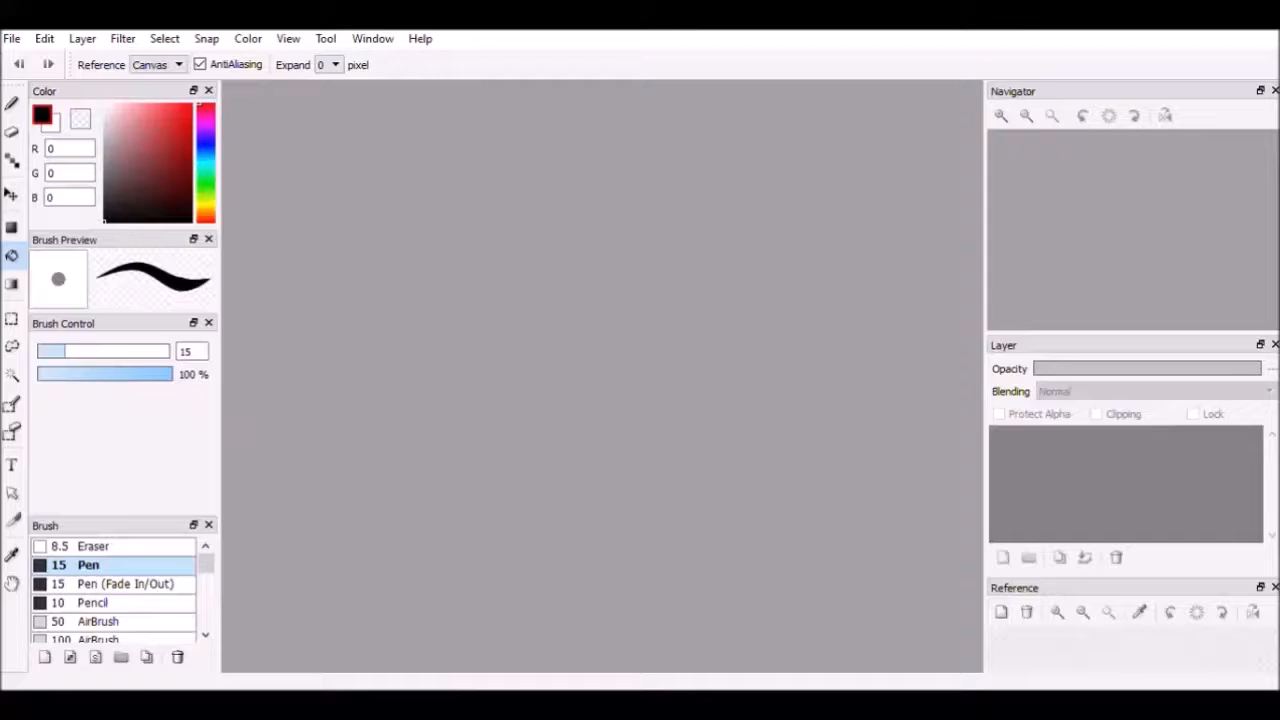 File Edit Layer Filter Select Snap Color View Tool Window Help
Reference Canvas AntiAliasing Expand 0 pixel
Color
R 0
G 0
B 0
Brush Preview
Brush Control
15
100 %
Brush
8.5 Eraser
15 Pen
15 Pen (Fade In/Out)
10 Pencil
50 AirBrush
100 AirBrush
T
Navigator
Layer
Opacity
Blending Normal
Protect Alpha Clipping Lock
Reference